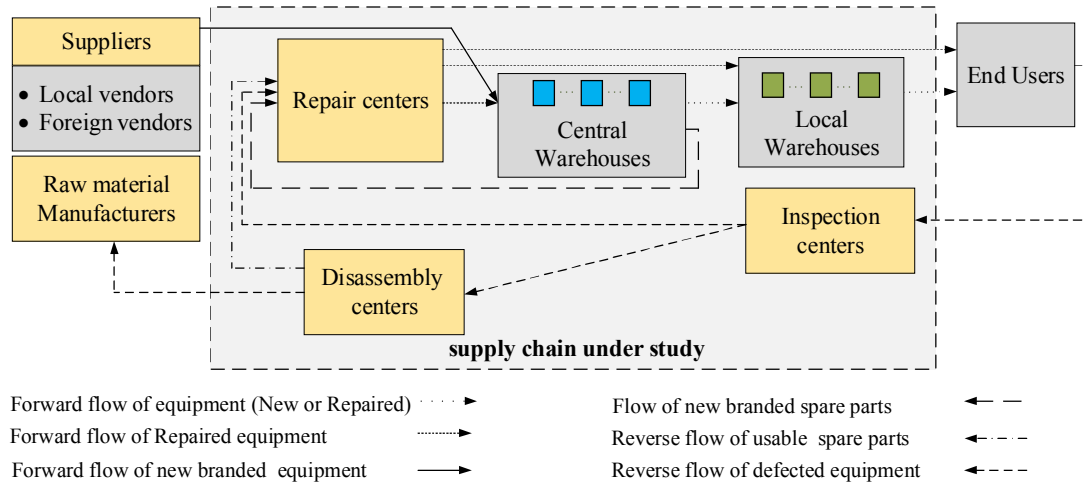 Suppliers
• Local vendors
• Foreign vendors
Raw material
Manufacturers
Repair centers
Central
Warehouses
Local
Warehouses
End Users
Inspection
centers
Disassembly
centers
supply chain under study
Forward flow of equipment (New or Repaired)
Forward flow of Repaired equipment
Forward flow of new branded equipment
Flow of new branded spare parts
Reverse flow of usable spare parts
Reverse flow of defected equipment